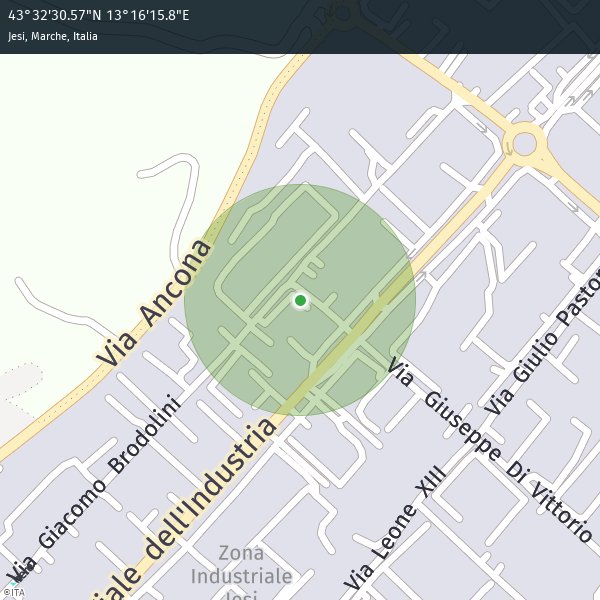 43°32'30.57"N 13°16'15.8"E
Jesi, Marche, Italia
Via Ancona
Via Giulio Pastor
Via Giuseppe Di Vittorio
Via Giacomo Brodolini
iale dell'Industria
Via Leone XIII
Zona
Industriale
Jesi
©ITA